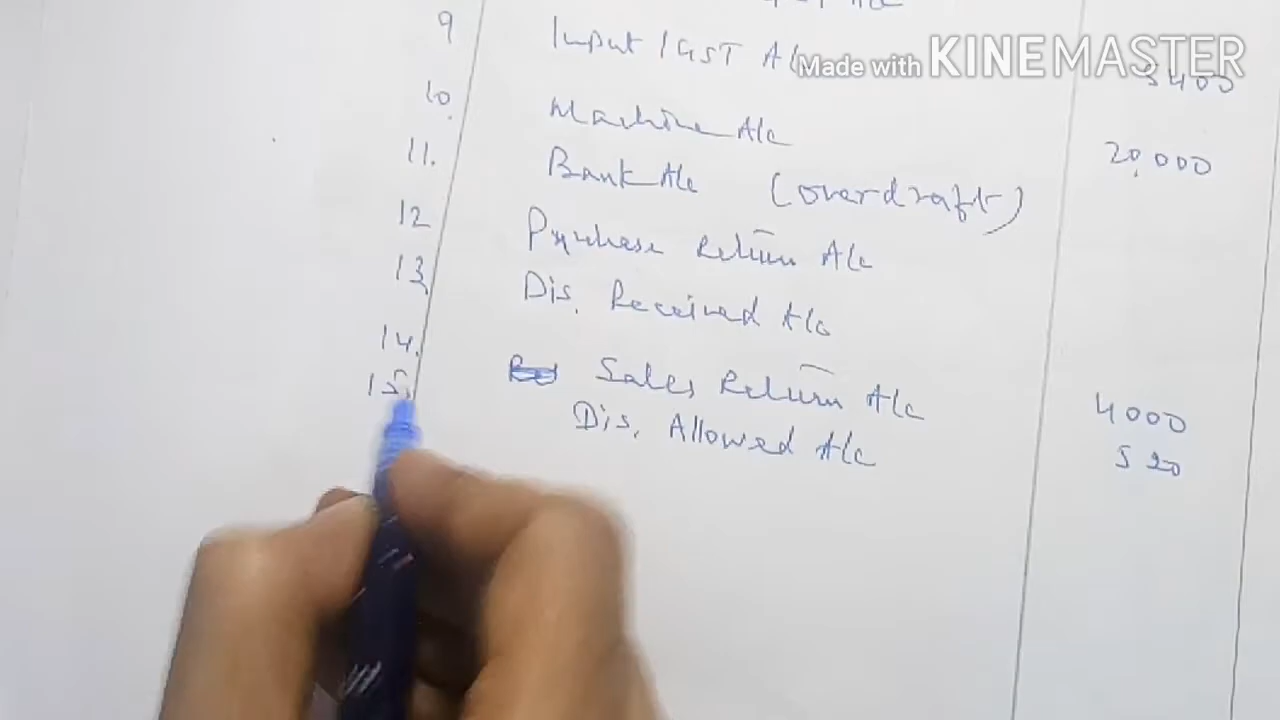 9 Input IGST A/c 5400
Made with KINEMASTER
10. Machine A/c 20,000
11. Bank A/c (overdraft)
12 Purchase Return A/c
13. Dis. Received A/c
14. Sales Return A/c 4000
15. Dis. Allowed A/c 520